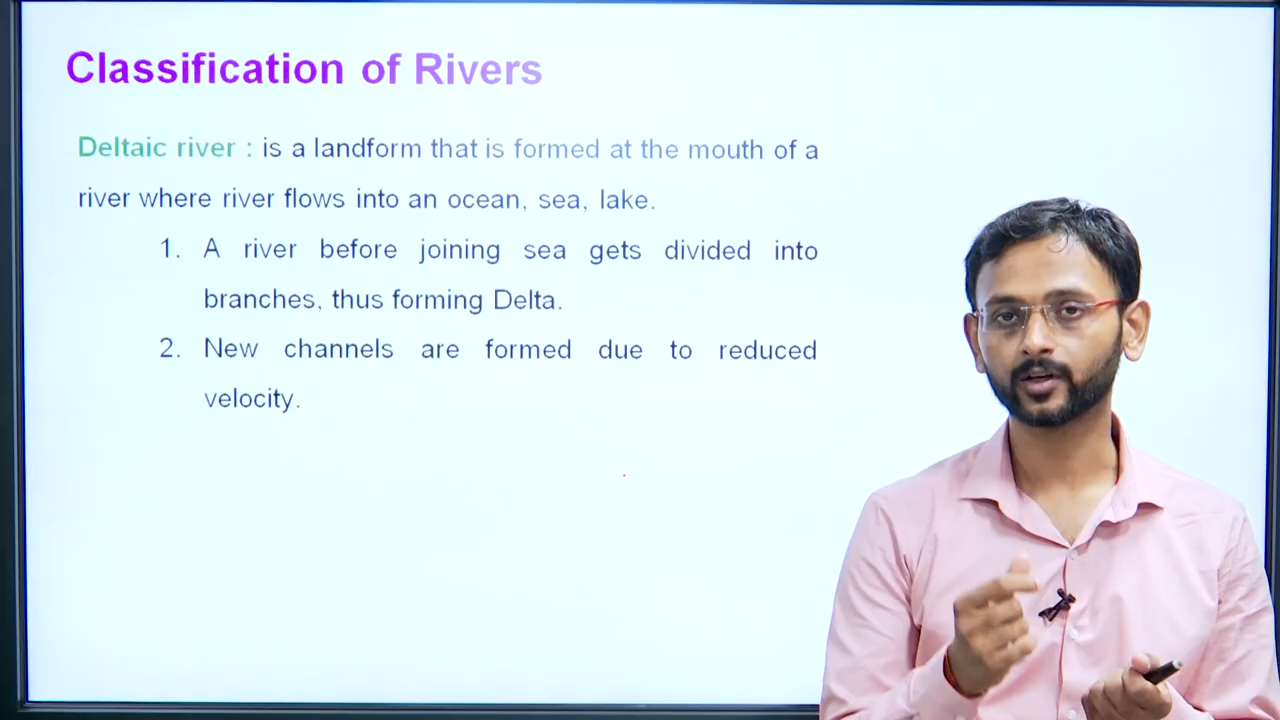 Classification of Rivers
Deltaic river : is a landform that is formed at the mouth of a
river where river flows into an ocean, sea, lake.
1. A river before joining sea gets divided into
branches, thus forming Delta.
2. New channels are formed due to reduced
velocity.